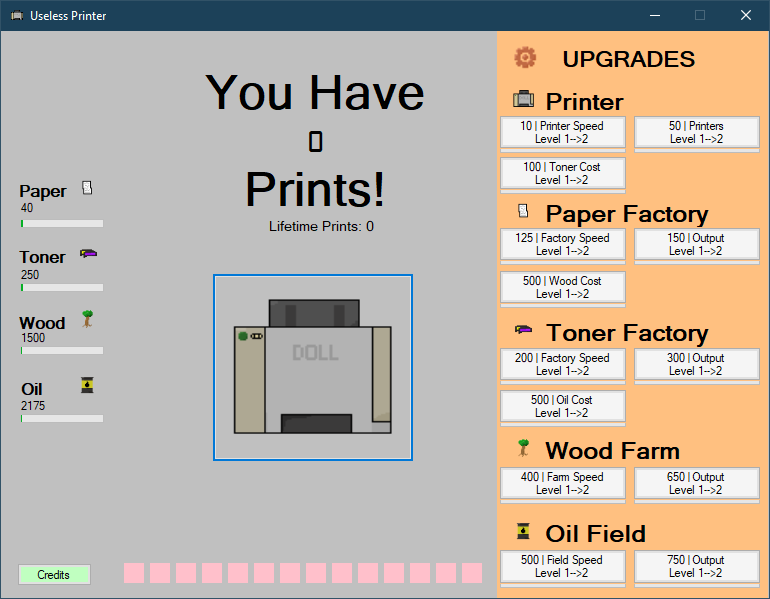 Useless Printer
You Have
0
Prints!
Lifetime Prints: 0
Paper
40
Toner
250
Wood
1500
Oil
2175
DOLL
Credits
UPGRADES
Printer
10 | Printer Speed
Level 1-->2
50 | Printers
Level 1-->2
100 | Toner Cost
Level 1-->2
Paper Factory
125 | Factory Speed
Level 1-->2
150 | Output
Level 1-->2
500 | Wood Cost
Level 1-->2
Toner Factory
200 | Factory Speed
Level 1-->2
300 | Output
Level 1-->2
500 | Oil Cost
Level 1-->2
Wood Farm
400 | Farm Speed
Level 1-->2
650 | Output
Level 1-->2
Oil Field
500 | Field Speed
Level 1-->2
750 | Output
Level 1-->2